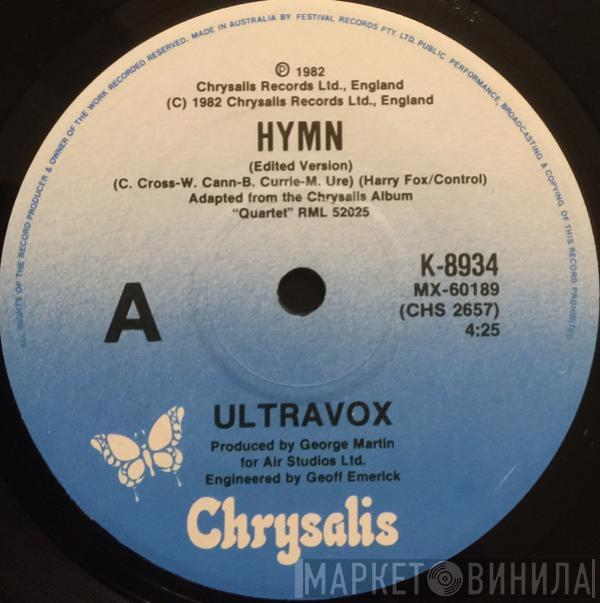 ALL RIGHTS OF THE RECORD PRODUCER & OWNER OF THE WORK RECORDED RESERVED. MADE IN AUSTRALIA BY FESTIVAL RECORDS PTY. LTD. PUBLIC PERFORMANCE, BROADCASTING & COPYING OF THIS RECORD PROHIBITED
℗ 1982
Chrysalis Records Ltd., England
(C) 1982 Chrysalis Records Ltd., England
HYMN
(Edited Version)
(C. Cross-W. Cann-B. Currie-M. Ure) (Harry Fox/Control)
Adapted from the Chrysalis Album
"Quartet" RML 52025
K-8934
MX-60189
(CHS 2657)
4:25
A
ULTRAVOX
Produced by George Martin
for Air Studios Ltd.
Engineered by Geoff Emerick
Chrysalis
МАРКЕТ ВИНИЛА